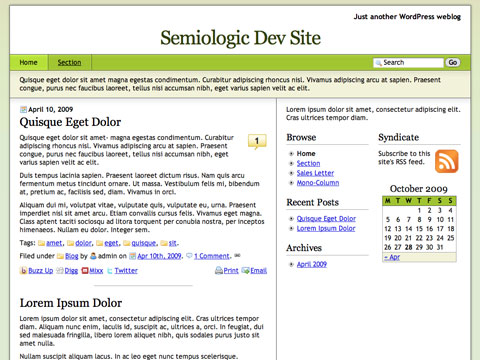 Just another WordPress weblog
Semiologic Dev Site
Home
Section
Search
Go
Quisque eget dolor sit amet magna egestas condimentum. Curabitur adipiscing rhoncus nisl. Vivamus adipiscing arcu at sapien. Praesent
congue, purus nec faucibus laoreet, tellus nisi accumsan nibh, eget varius sapien velit ac elit.
April 10, 2009
Quisque Eget Dolor
Quisque eget dolor sit amet- magna egestas condimentum. Curabitur
adipiscing rhoncus nisl. Vivamus adipiscing arcu at sapien. Praesent
congue, purus nec faucibus laoreet, tellus nisi accumsan nibh, eget
varius sapien velit ac elit.
1
Duis tempus lacinia sapien. Praesent laoreet dictum risus. Nam quis arcu
fermentum metus tincidunt ornare. Ut massa. Vestibulum felis mi, bibendum
at, pretium ac, facilisis sed, diam. Vivamus in orci.
Aliquam dui mi, volutpat vitae, vulputate quis, vulputate eu, urna. Praesent
imperdiet nisi sit amet arcu. Etiam convallis cursus felis. Vivamus eget magna.
Class aptent taciti sociosqu ad litora torquent per conubia nostra, per inceptos
himenaeos. Nullam eu dolor. Integer sem.
Tags: amet, dolor, eget, quisque, sit.
Filed under Blog by admin on Apr 10th, 2009. 1 Comment.
Buzz Up Digg Mixx Twitter
Print Email
Lorem Ipsum Dolor
Lorem ipsum dolor sit amet, consectetur adipiscing elit. Cras ultrices tempor
diam. Aliquam nunc enim, iaculis id, suscipit ac, ultrices a, orci. In feugiat, dui
sed malesuada fringilla, libero lorem aliquet nibh, quis sodales purus justo sit
amet nulla.
Nullam suscipit aliquam lacus. In ac eget nunc tempus scelerisque.
Lorem ipsum dolor sit amet, consectetur adipiscing elit.
Cras ultrices tempor diam.
Browse
Home
Section
Sales Letter
Mono-Column
Recent Posts
Quisque Eget Dolor
Lorem Ipsum Dolor
Archives
April 2009
Syndicate
Subscribe to this
site's RSS feed.
October 2009
M T W T F S S
1 2 3 4
5 6 7 8 9 10 11
12 13 14 15 16 17 18
19 20 21 22 23 24 25
26 27 28 29 30 31
« Apr